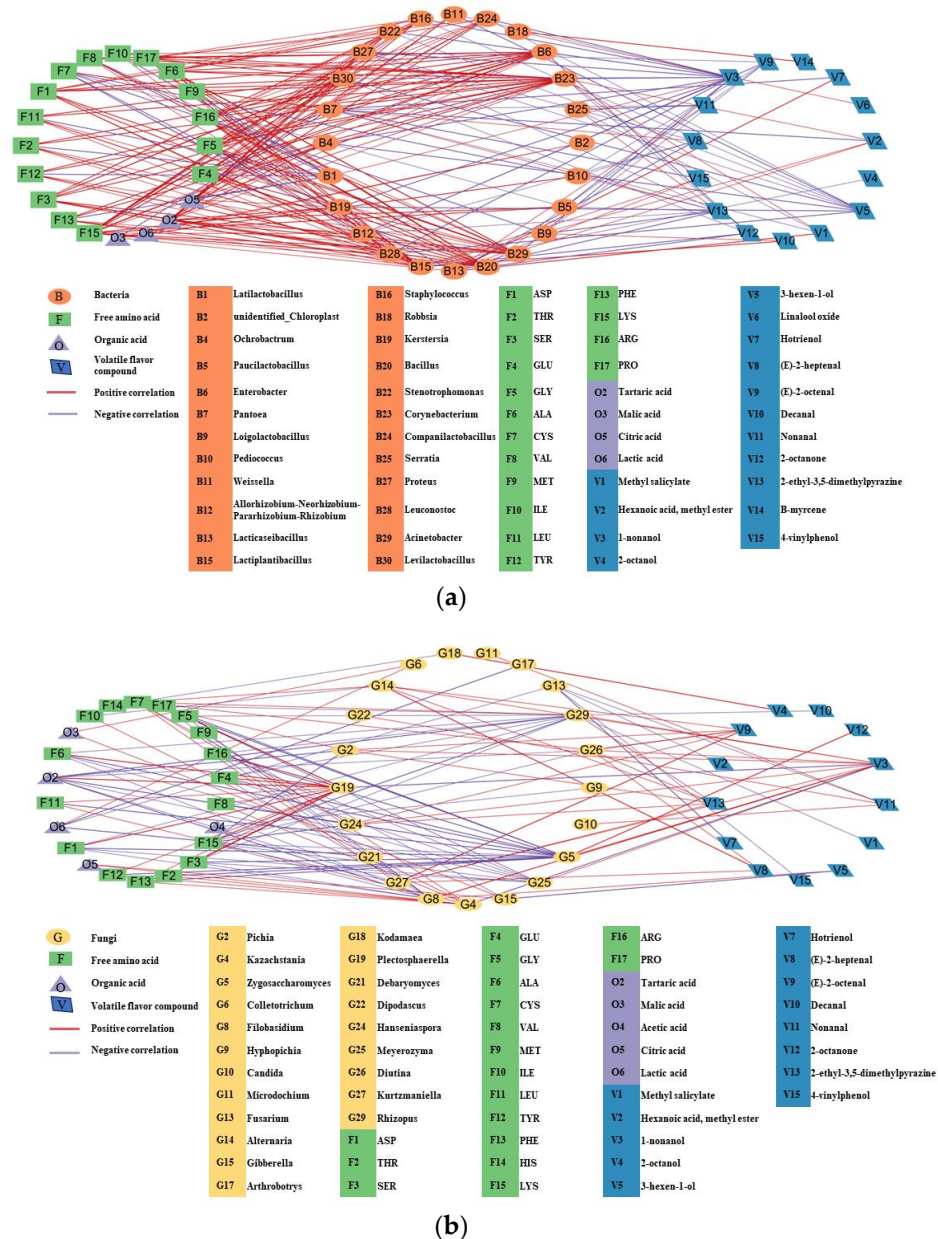 B16 B11 B24
B22 B18
F8 F10 F17 B27 B6 V9 V14
F7 F6 B30 B23 V3 V7
F1 F9
F11 F16 B7 B25 V11 V6
F2 F5 B4 B2 V8 V2
F12 F4 B1 B10 V15 V4
F3 O5 B19 B5 V13 V5
F13 O2 B12 B9 V12 V1
F15 O3 O6 B28 B29 V10
B15 B13 B20
B Bacteria
F Free amino acid
O Organic acid
V Volatile flavor compound
Positive correlation
Negative correlation
B1 Latilactobacillus
B2 unidentified_Chloroplast
B4 Ochrobactrum
B5 Paucilactobacillus
B6 Enterobacter
B7 Pantoea
B9 Loigolactobacillus
B10 Pediococcus
B11 Weissella
B12 Allorhizobium-Neorhizobium-
Pararhizobium-Rhizobium
B13 Lacticaseibacillus
B15 Lactiplantibacillus
B16 Staphylococcus
B18 Robbsia
B19 Kerstersia
B20 Bacillus
B22 Stenotrophomonas
B23 Corynebacterium
B24 Companilactobacillus
B25 Serratia
B27 Proteus
B28 Leuconostoc
B29 Acinetobacter
B30 Levilactobacillus
F1 ASP
F2 THR
F3 SER
F4 GLU
F5 GLY
F6 ALA
F7 CYS
F8 VAL
F9 MET
F10 ILE
F11 LEU
F12 TYR
F13 PHE
F15 LYS
F16 ARG
F17 PRO
O2 Tartaric acid
O3 Malic acid
O5 Citric acid
O6 Lactic acid
V1 Methyl salicylate
V2 Hexanoic acid, methyl ester
V3 1-nonanol
V4 2-octanol
V5 3-hexen-1-ol
V6 Linalool oxide
V7 Hotrienol
V8 (E)-2-heptenal
V9 (E)-2-octenal
V10 Decanal
V11 Nonanal
V12 2-octanone
V13 2-ethyl-3,5-dimethylpyrazine
V14 B-myrcene
V15 4-vinylphenol
(a)
G18 G11
G6 G17
G14 G13
F14 F7 F17 V4 V10
F10 F5 G22 G29
O3 F9 V9 V12
F6 F16 G2 G26 V2 V3
O2 F4 G19 G9
F11 F8 V13 V11
O6 O4 G24 G10
F1 F15 V7 V1
O5 F3 G21 G5
F12 F13 F2 G27 G25 V8 V15 V5
G8 G4 G15
G Fungi
F Free amino acid
O Organic acid
V Volatile flavor compound
Positive correlation
Negative correlation
G2 Pichia
G4 Kazachstania
G5 Zygosaccharomyces
G6 Colletotrichum
G8 Filobasidium
G9 Hyphopichia
G10 Candida
G11 Microdochium
G13 Fusarium
G14 Alternaria
G15 Gibberella
G17 Arthrobotrys
G18 Kodamaea
G19 Plectosphaerella
G21 Debaryomyces
G22 Dipodascus
G24 Hanseniaspora
G25 Meyerozyma
G26 Diutina
G27 Kurtzmaniella
G29 Rhizopus
F1 ASP
F2 THR
F3 SER
F4 GLU
F5 GLY
F6 ALA
F7 CYS
F8 VAL
F9 MET
F10 ILE
F11 LEU
F12 TYR
F13 PHE
F14 HIS
F15 LYS
F16 ARG
F17 PRO
O2 Tartaric acid
O3 Malic acid
O4 Acetic acid
O5 Citric acid
O6 Lactic acid
V1 Methyl salicylate
V2 Hexanoic acid, methyl ester
V3 1-nonanol
V4 2-octanol
V5 3-hexen-1-ol
V7 Hotrienol
V8 (E)-2-heptenal
V9 (E)-2-octenal
V10 Decanal
V11 Nonanal
V12 2-octanone
V13 2-ethyl-3,5-dimethylpyrazine
V15 4-vinylphenol
(b)